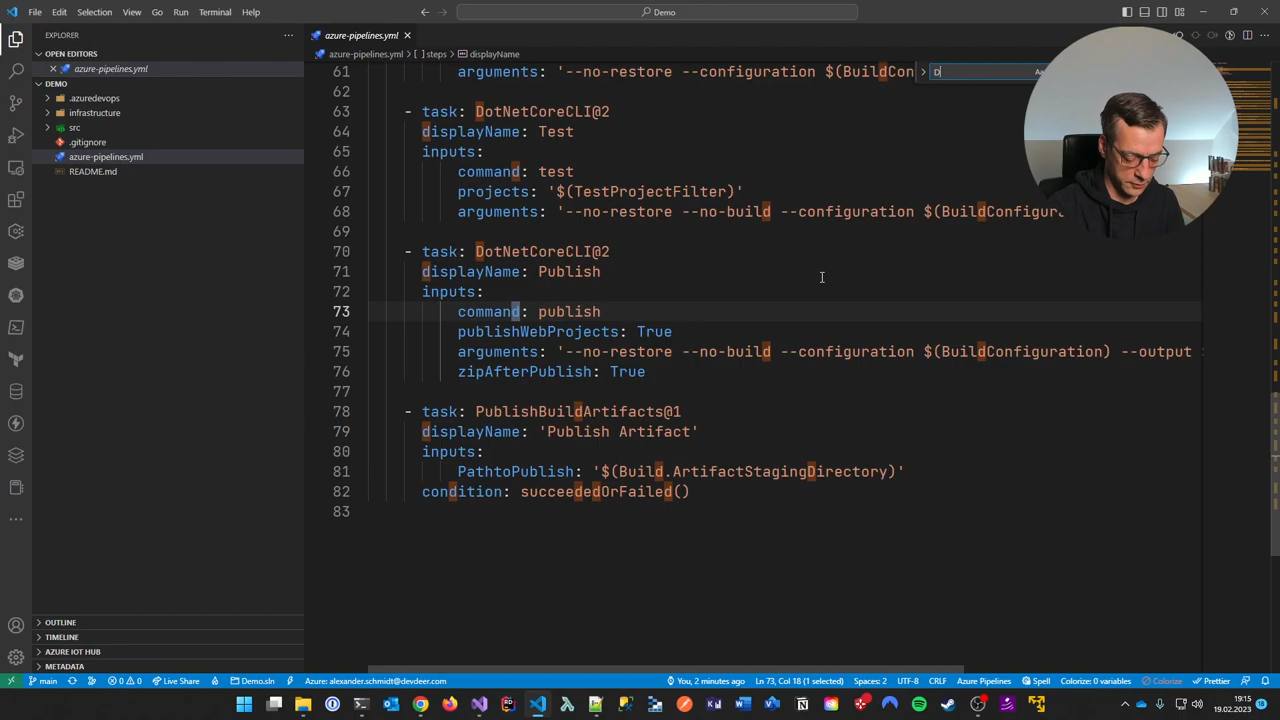 File Edit Selection View Go Run Terminal Help
Demo
EXPLORER
azure-pipelines.yml
OPEN EDITORS
azure-pipelines.yml
azure-pipelines.yml > [ ] steps > displayName
DEMO
.azuredevops
infrastructure
src
.gitignore
azure-pipelines.yml
README.md
D
Aa
61 arguments: '--no-restore --configuration $(BuildCon
62
63 - task: DotNetCoreCLI@2
64 displayName: Test
65 inputs:
66 command: test
67 projects: '$(TestProjectFilter)'
68 arguments: '--no-restore --no-build --configuration $(BuildConfigura
69
70 - task: DotNetCoreCLI@2
71 displayName: Publish
72 inputs:
73 command: publish
74 publishWebProjects: True
75 arguments: '--no-restore --no-build --configuration $(BuildConfiguration) --output
76 zipAfterPublish: True
77
78 - task: PublishBuildArtifacts@1
79 displayName: 'Publish Artifact'
80 inputs:
81 PathtoPublish: '$(Build.ArtifactStagingDirectory)'
82 condition: succeededOrFailed()
83
OUTLINE
TIMELINE
AZURE IOT HUB
METADATA
main Live Share Demo.sln Azure: alexander.schmidt@devdeer.com You, 2 minutes ago Ln 73, Col 18 (1 selected) Spaces: 2 UTF-8 CRLF Azure Pipelines Spell Colorize: 0 variables Colorize Prettier
19:15
19.02.2023